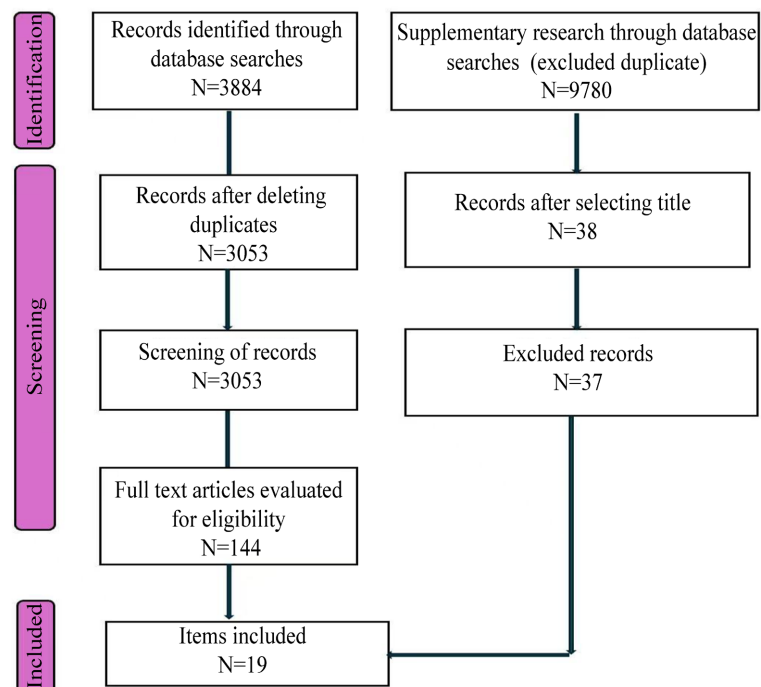 Identification
Records identified through
database searches
N=3884
Supplementary research through database
searches (excluded duplicate)
N=9780
Screening
Records after deleting
duplicates
N=3053
Records after selecting title
N=38
Screening of records
N=3053
Excluded records
N=37
Full text articles evaluated
for eligibility
N=144
Included
Items included
N=19